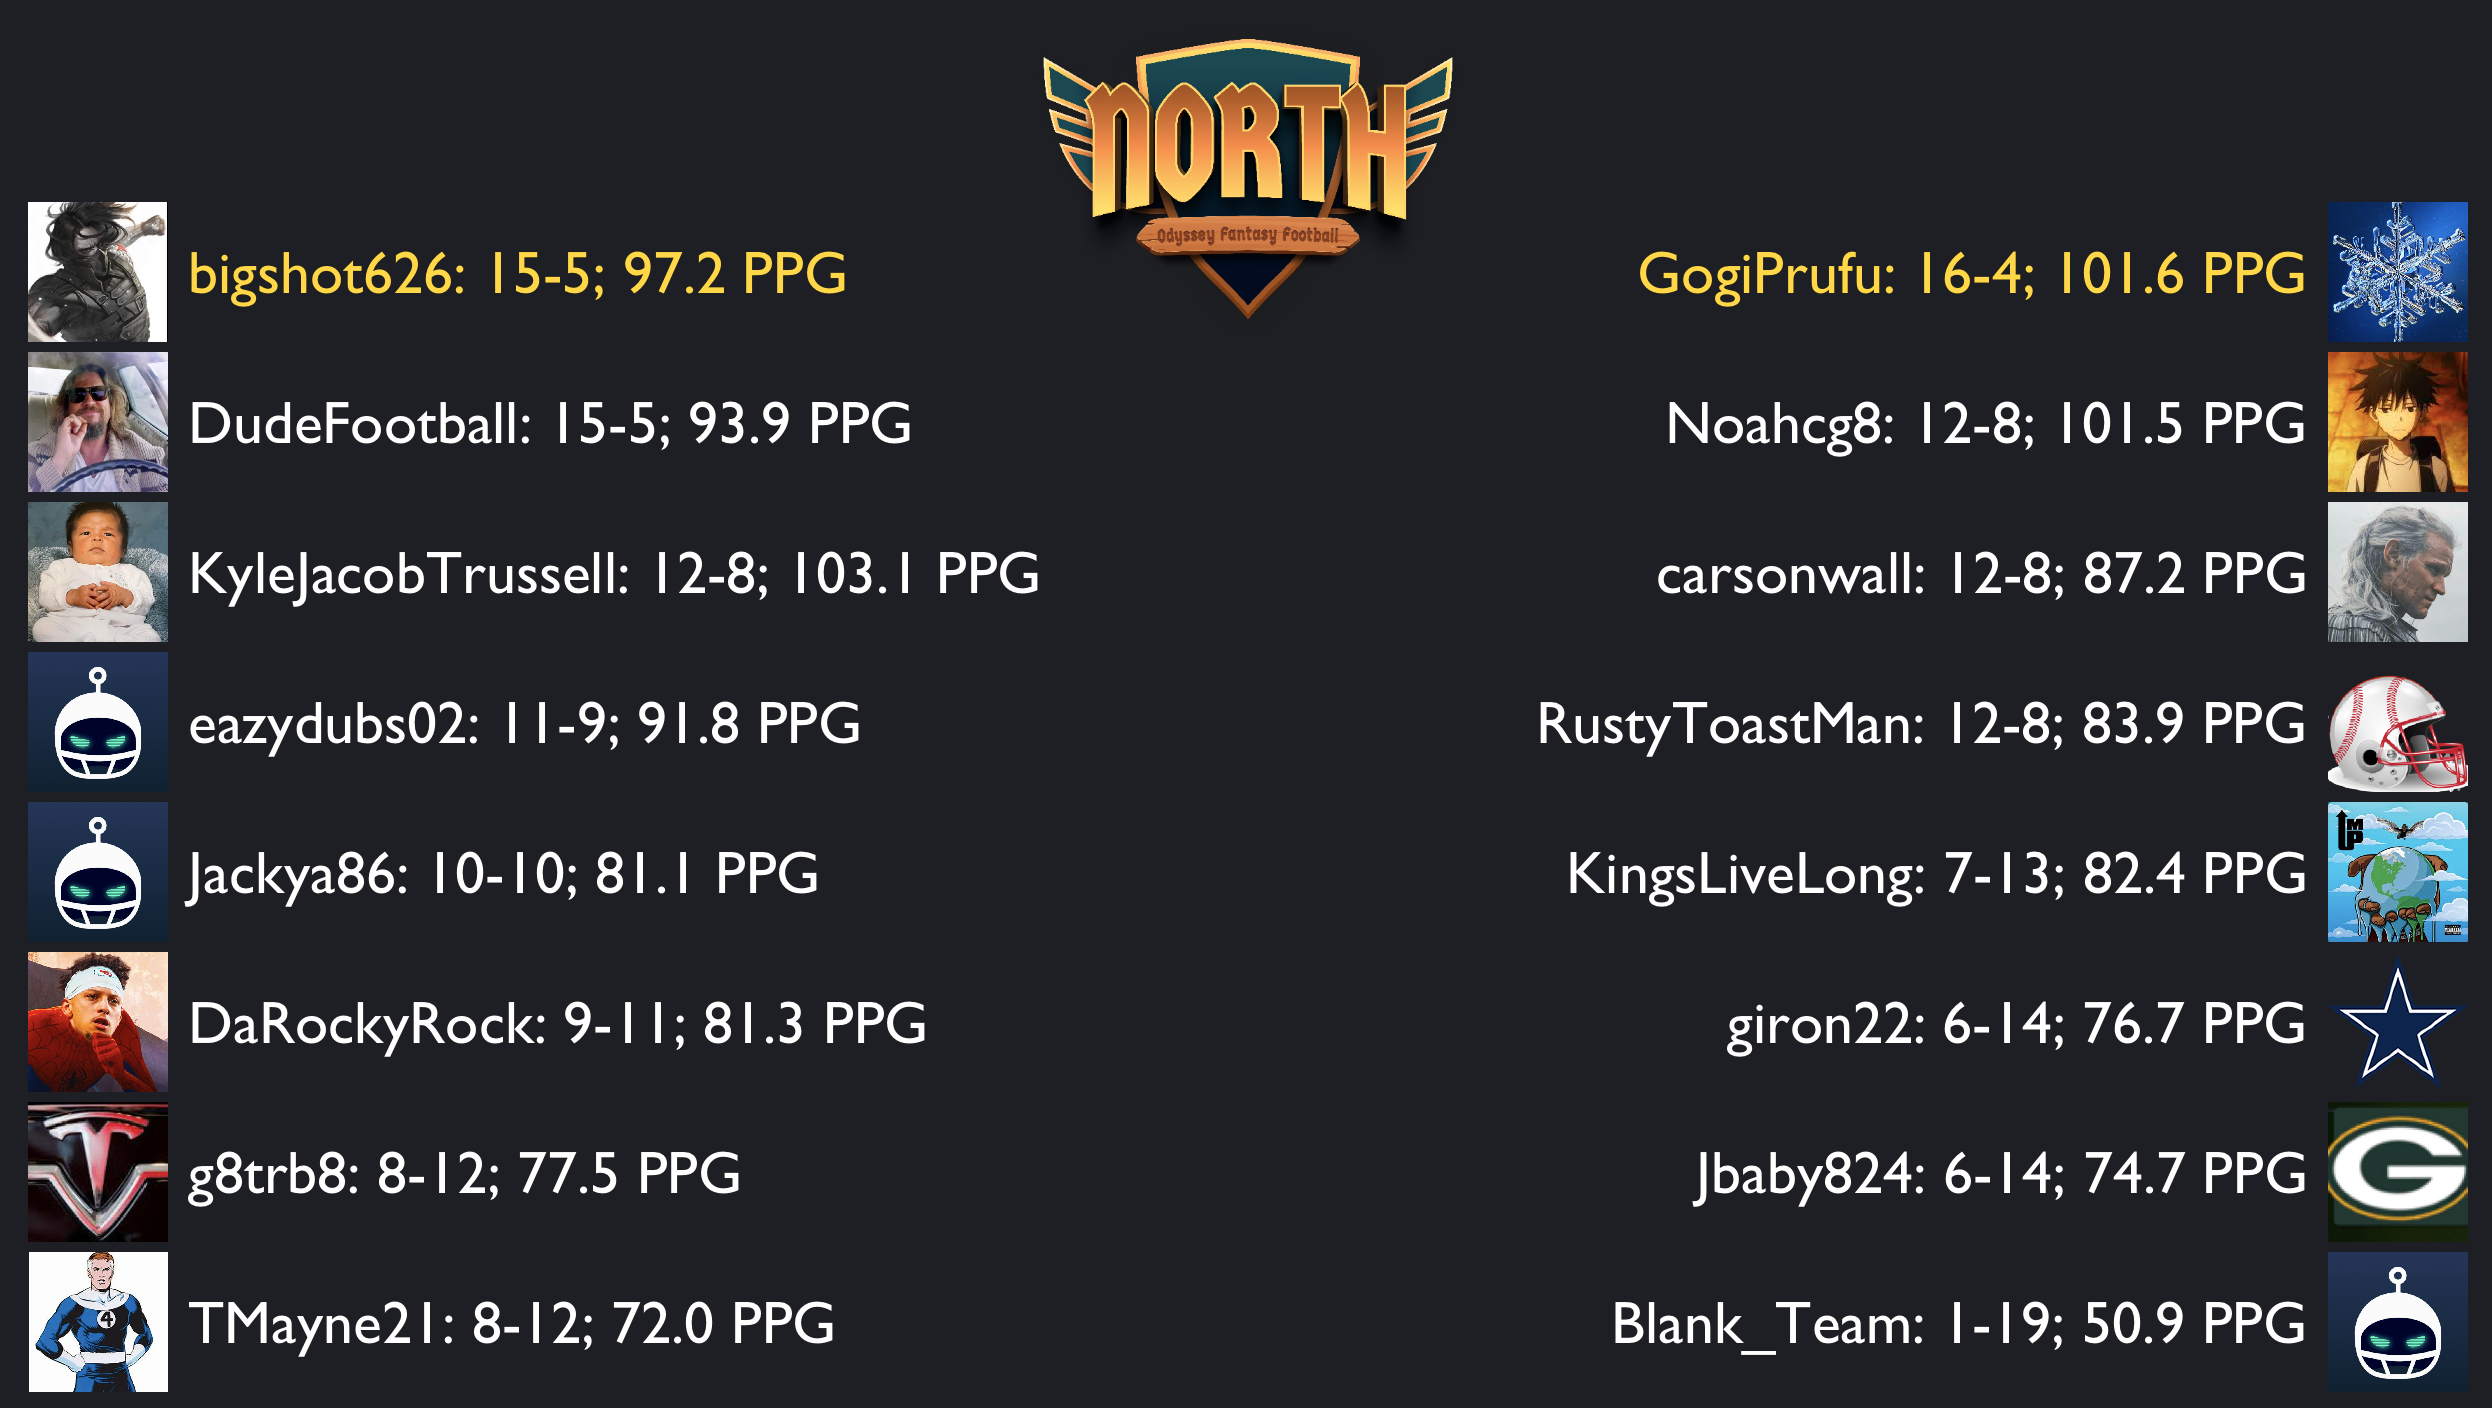 NORTH
Odyssey Fantasy Football
bigshot626: 15-5; 97.2 PPG
DudeFootball: 15-5; 93.9 PPG
KyleJacobTrussell: 12-8; 103.1 PPG
eazydubs02: 11-9; 91.8 PPG
Jackya86: 10-10; 81.1 PPG
DaRockyRock: 9-11; 81.3 PPG
g8trb8: 8-12; 77.5 PPG
4
TMayne21: 8-12; 72.0 PPG
GogiPrufu: 16-4; 101.6 PPG
Noahcg8: 12-8; 101.5 PPG
carsonwall: 12-8; 87.2 PPG
RustyToastMan: 12-8; 83.9 PPG
KingsLiveLong: 7-13; 82.4 PPG
giron22: 6-14; 76.7 PPG
Jbaby824: 6-14; 74.7 PPG
G
Blank_Team: 1-19; 50.9 PPG